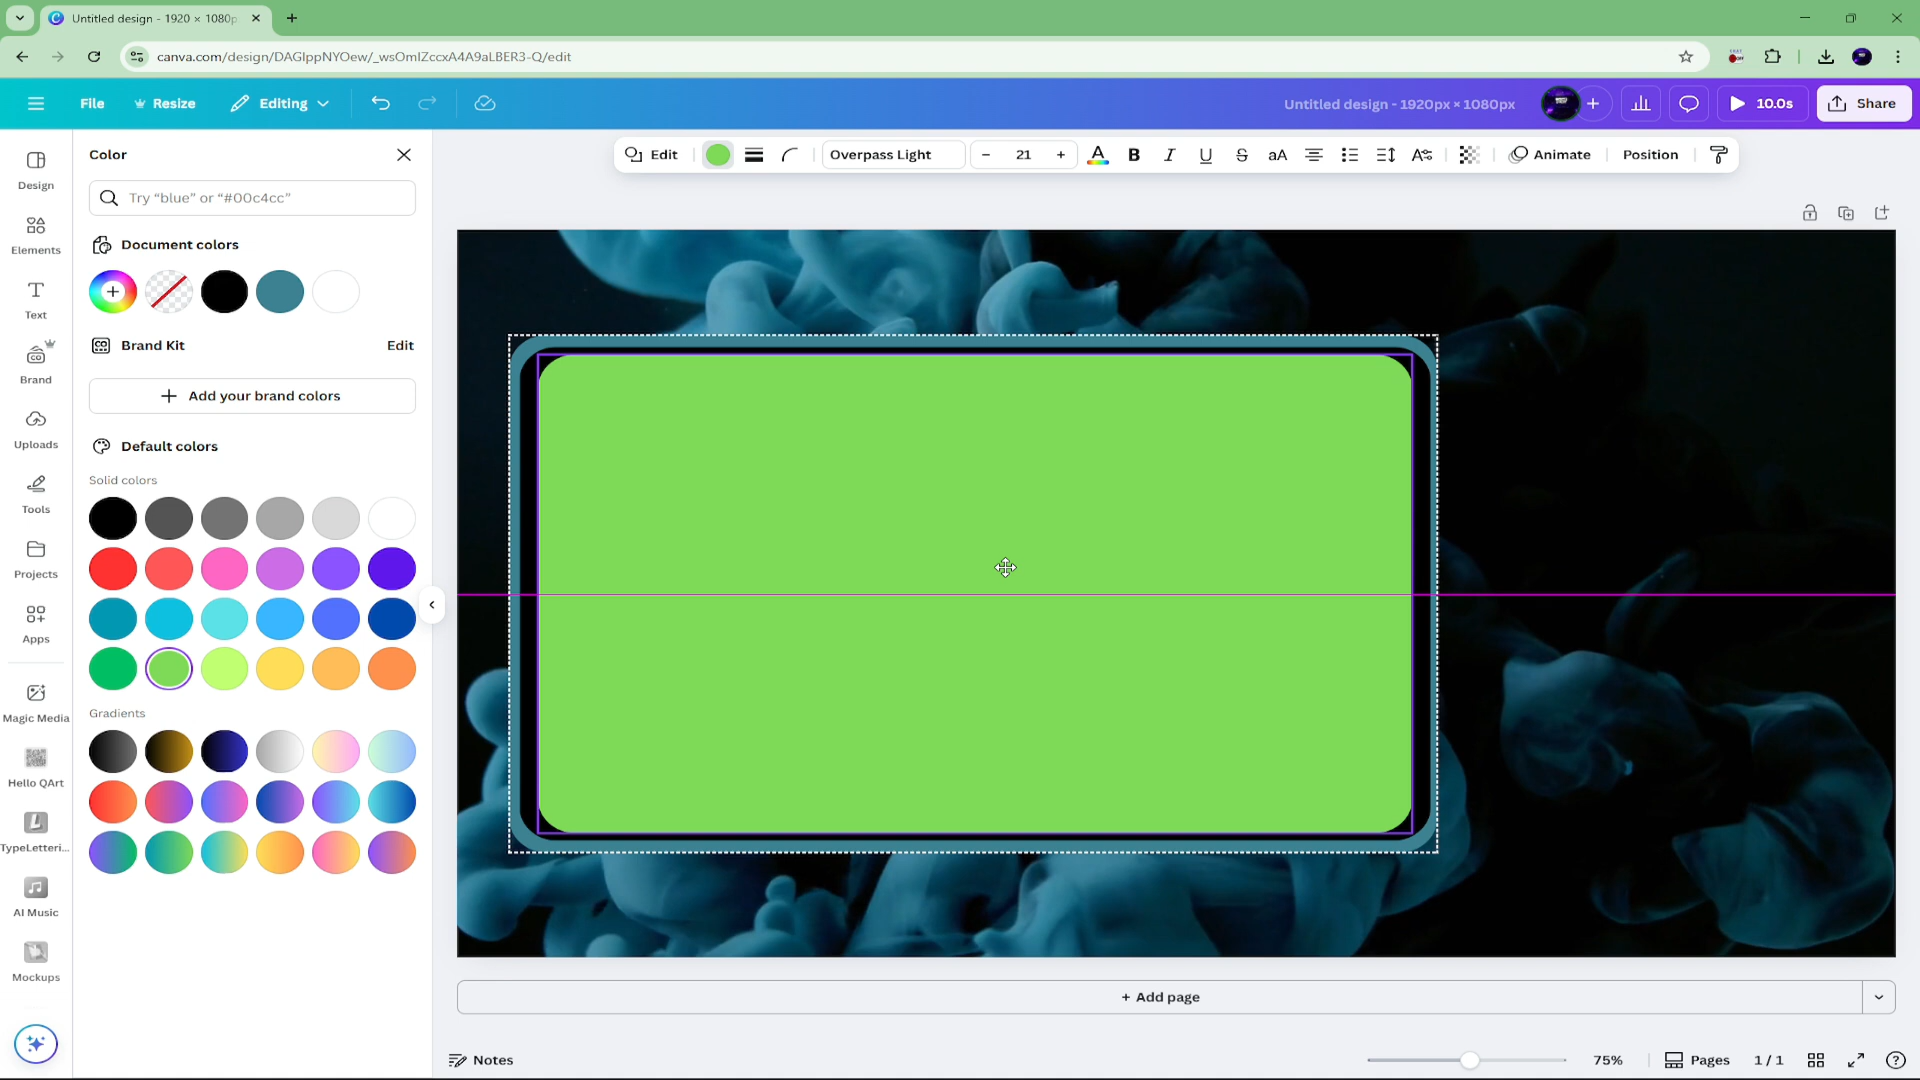 Untitled design - 1920 × 1080p
canva.com/design/DAGlppNYOew/_wsOmIZccxA4A9aLBER3-Q/edit
File
Resize
Editing
Untitled design - 1920px × 1080px
10.0s
Share
Design
Elements
Text
Brand
Uploads
Tools
Projects
Apps
Magic Media
Hello QArt
TypeLetteri...
AI Music
Mockups
Color
Try “blue” or “#00c4cc”
Document colors
Brand Kit
Edit
+ Add your brand colors
Default colors
Solid colors
Gradients
Edit
Overpass Light
– 21 +
A
B
I
U
S
aA
Animate
Position
+ Add page
Notes
75%
Pages
1 / 1